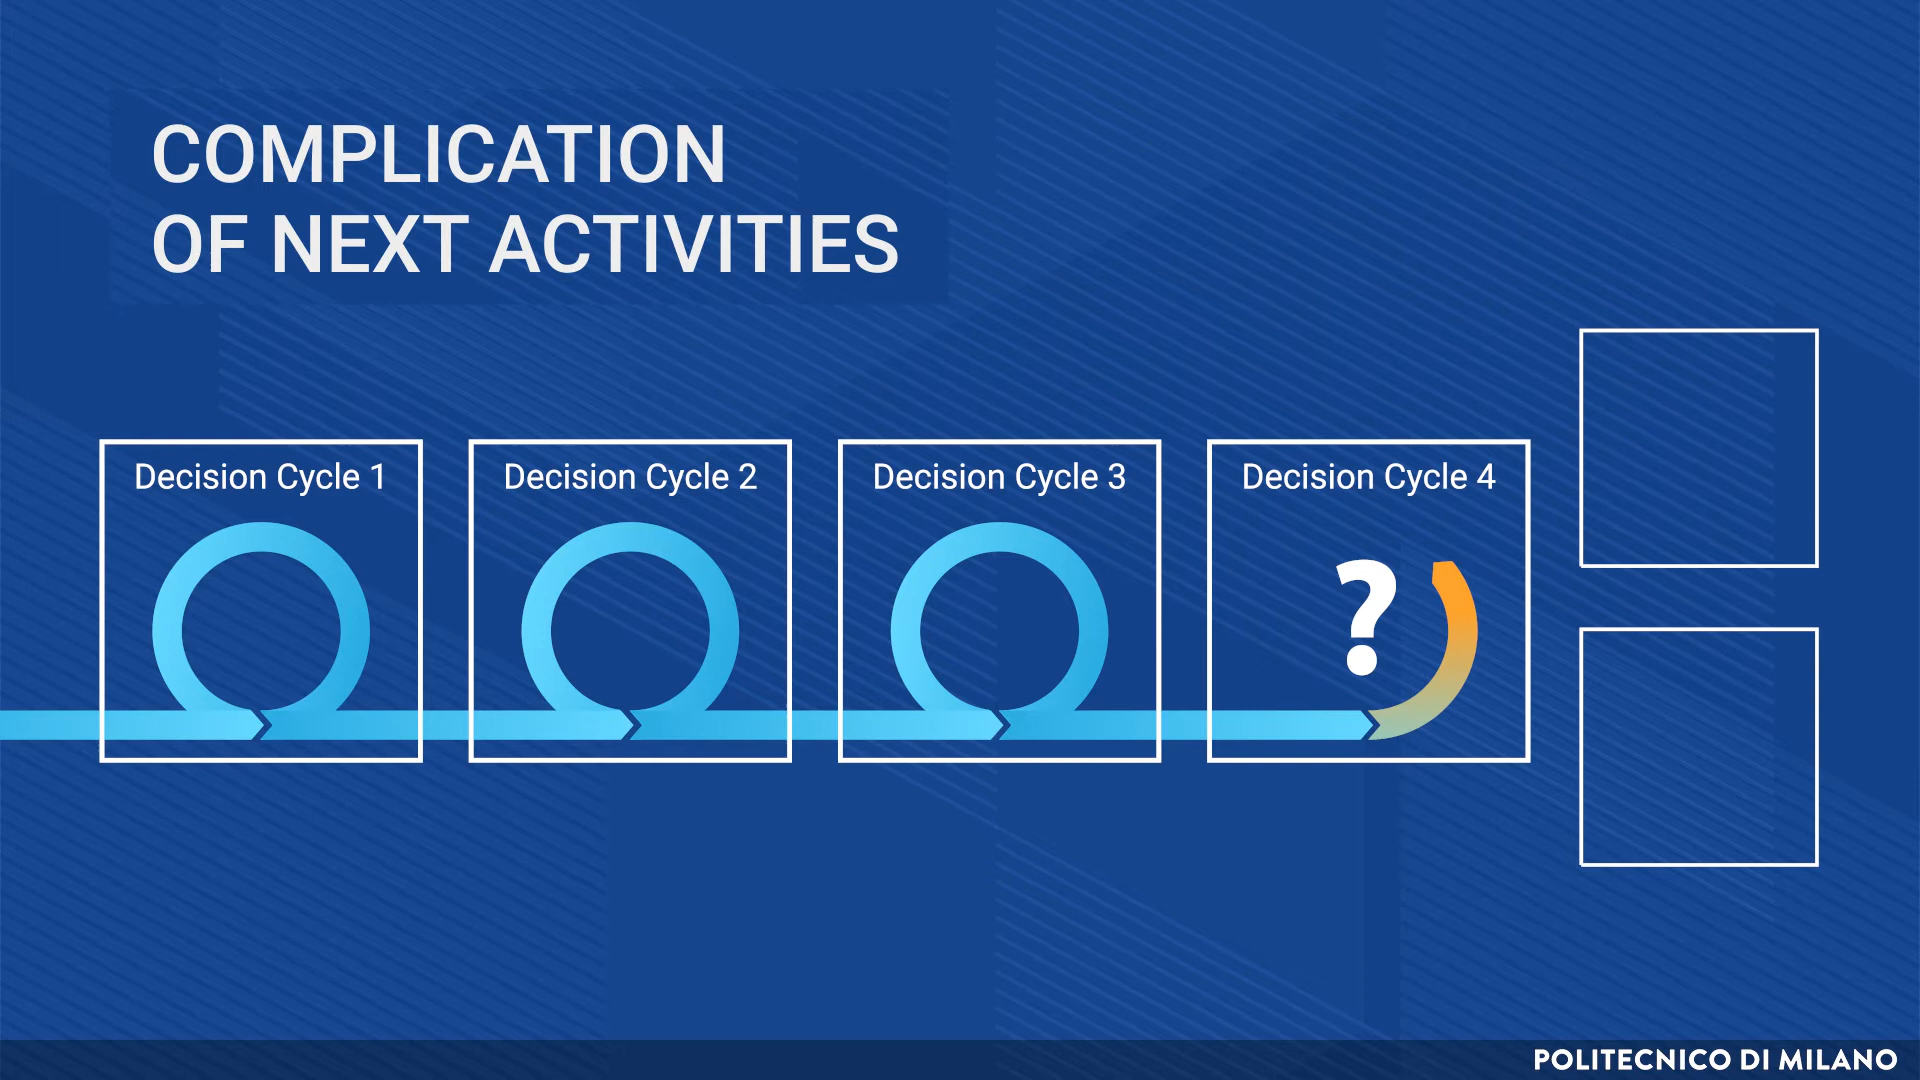 COMPLICATION
OF NEXT ACTIVITIES
Decision Cycle 1
Decision Cycle 2
Decision Cycle 3
Decision Cycle 4
?
POLITECNICO DI MILANO